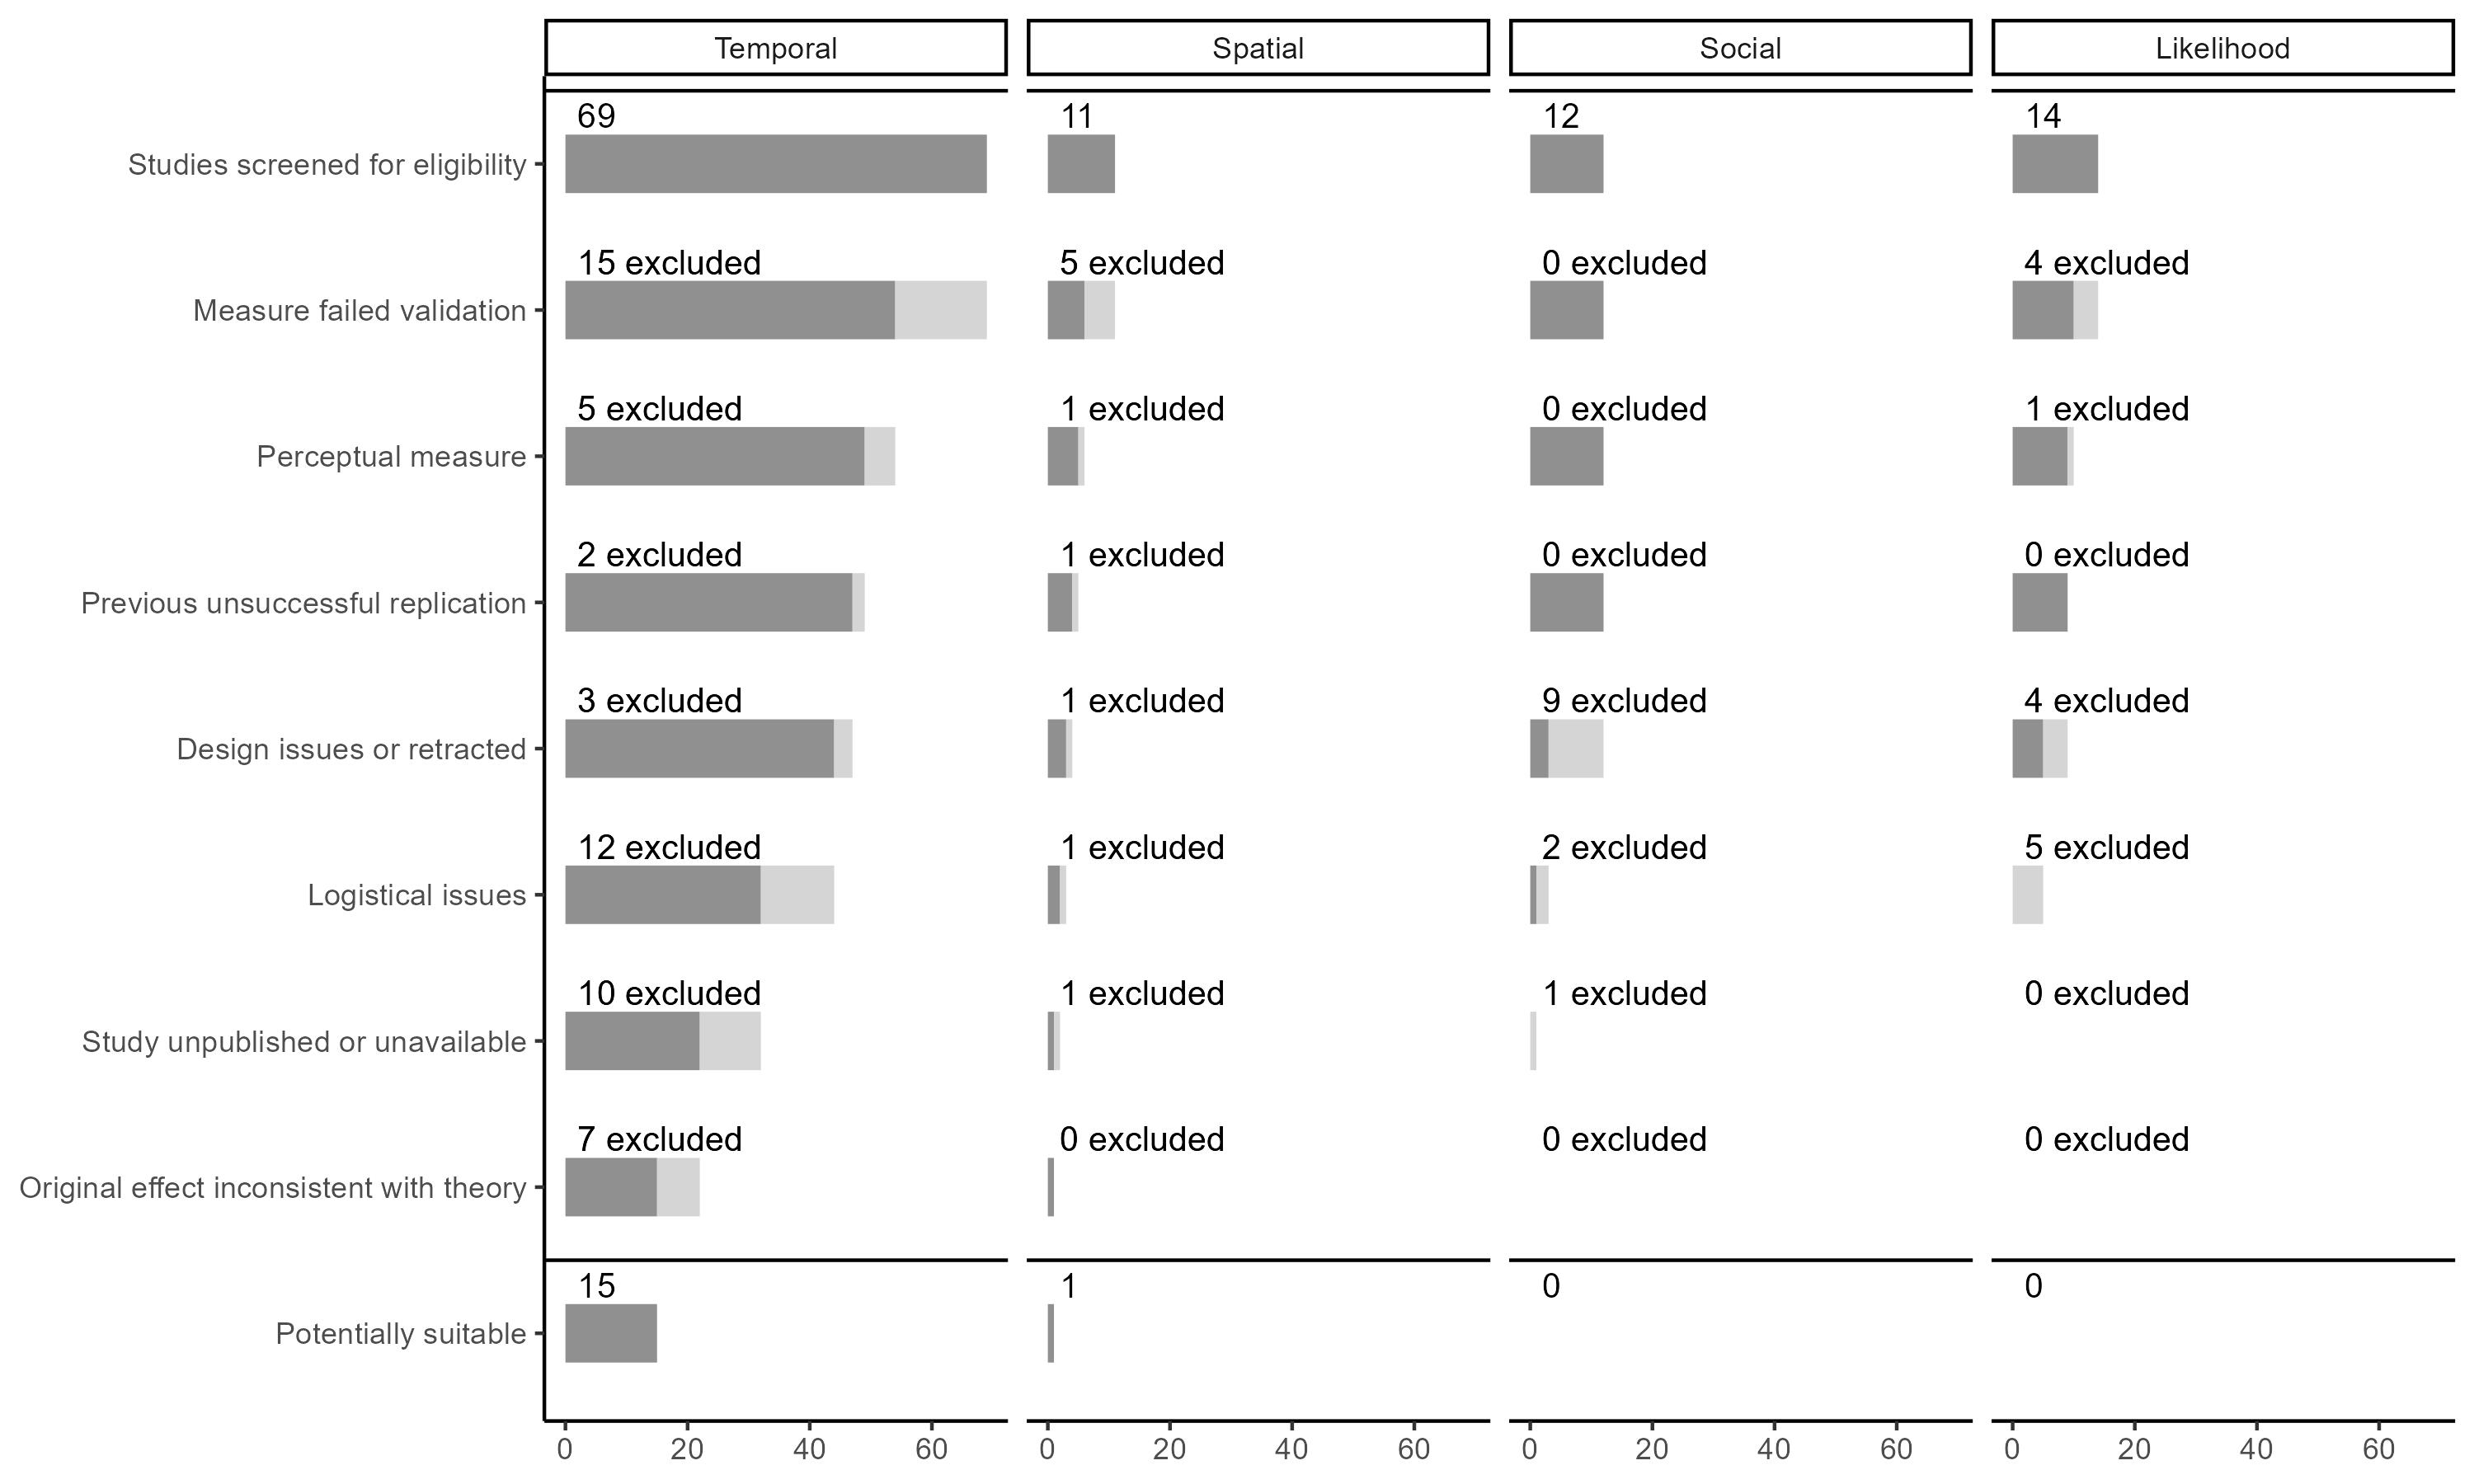 Temporal Spatial Social Likelihood
69 11 12 14
Studies screened for eligibility
15 excluded 5 excluded 0 excluded 4 excluded
Measure failed validation
5 excluded 1 excluded 0 excluded 1 excluded
Perceptual measure
2 excluded 1 excluded 0 excluded 0 excluded
Previous unsuccessful replication
3 excluded 1 excluded 9 excluded 4 excluded
Design issues or retracted
12 excluded 1 excluded 2 excluded 5 excluded
Logistical issues
10 excluded 1 excluded 1 excluded 0 excluded
Study unpublished or unavailable
7 excluded 0 excluded 0 excluded 0 excluded
Original effect inconsistent with theory
15 1 0 0
Potentially suitable
0 20 40 60 0 20 40 60 0 20 40 60 0 20 40 60